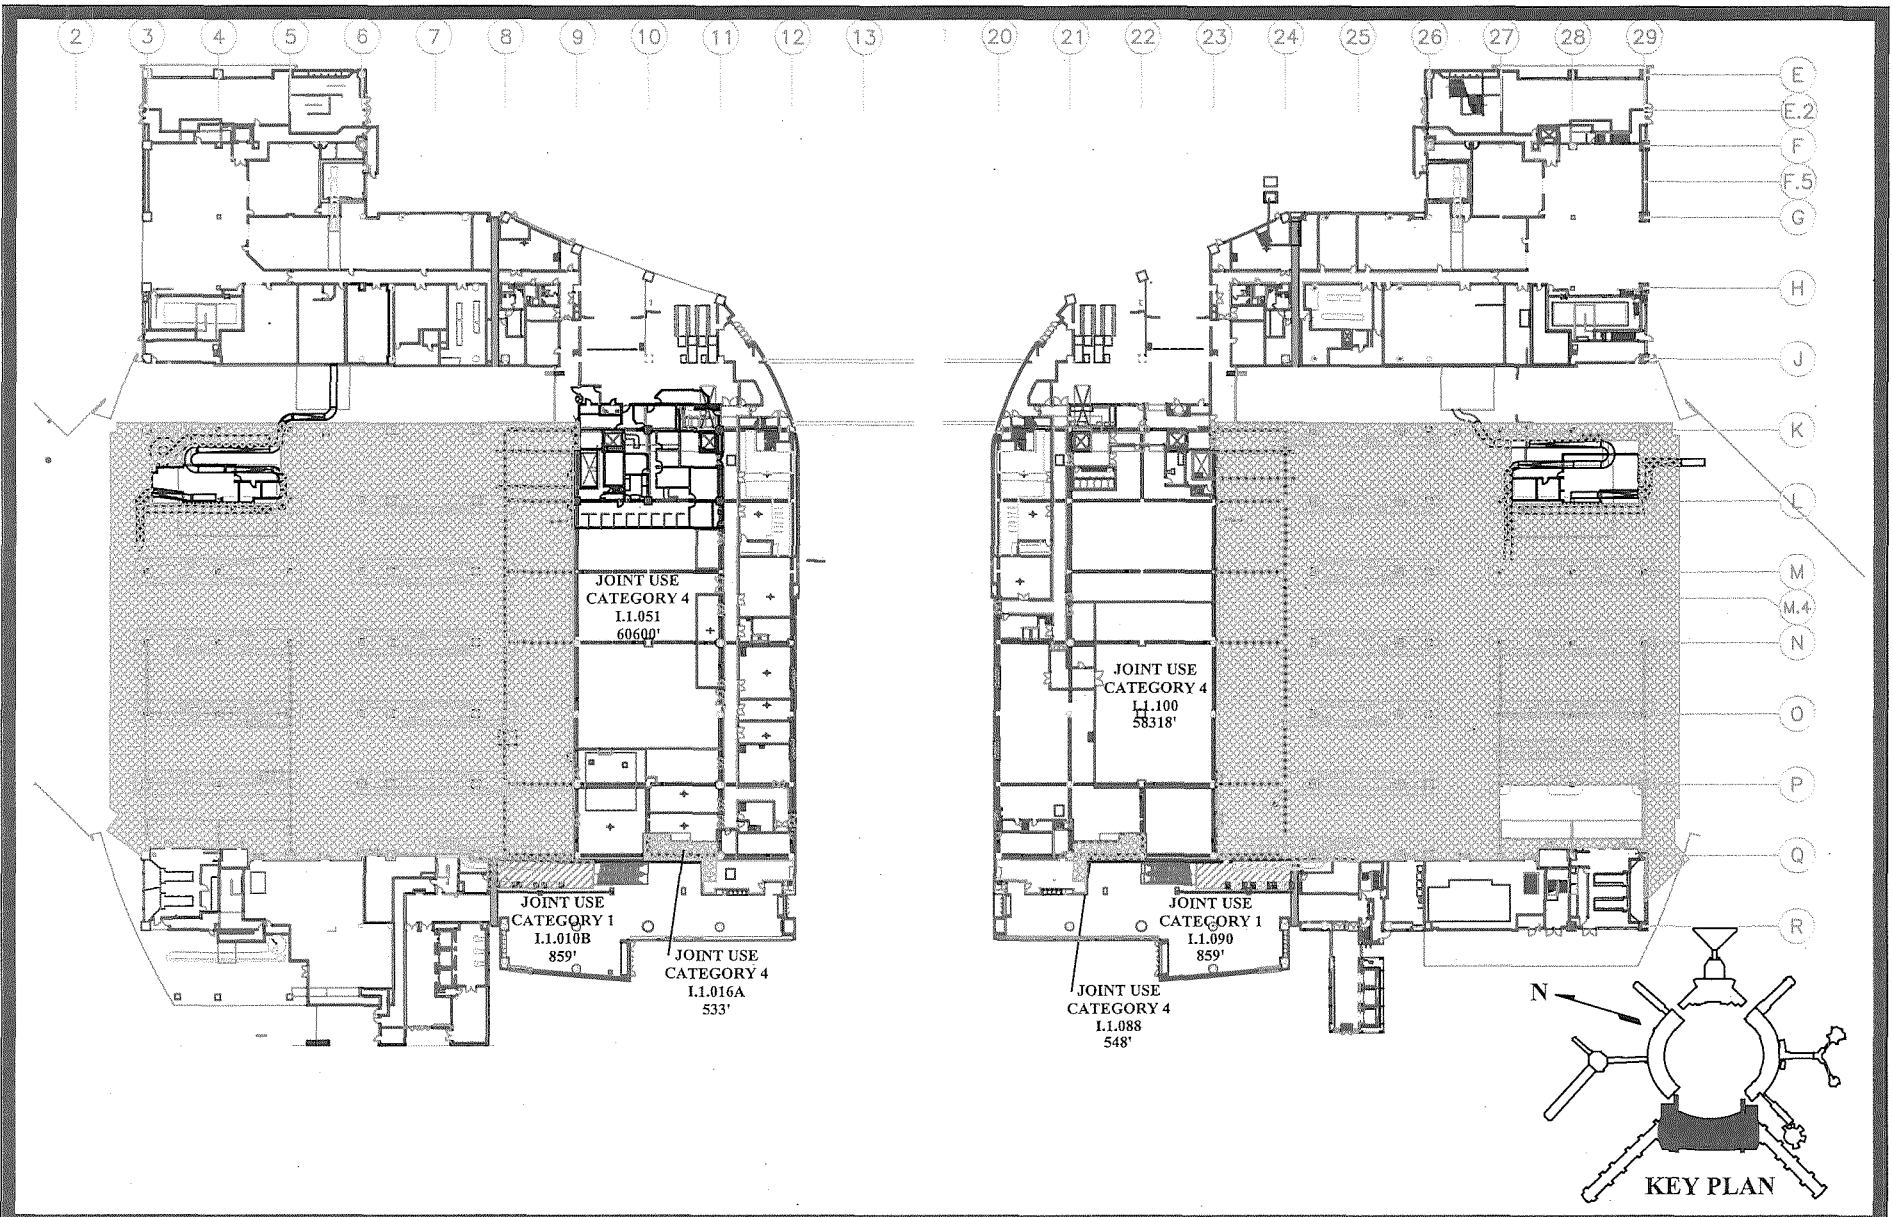 2
3
4
5
6
7
8
9
10
11
12
13
20
21
22
23
24
25
26
27
28
29
E
E.2
F
F.5
G
H
J
K
L
M
M.4
N
O
P
Q
R
JOINT USE
CATEGORY 4
I.1.051
60600'
JOINT USE
CATEGORY 4
I.1.100
58318'
JOINT USE
CATEGORY 1
I.1.010B
859'
JOINT USE
CATEGORY 4
I.1.016A
533'
JOINT USE
CATEGORY 1
I.1.090
859'
JOINT USE
CATEGORY 4
I.1.088
548'
N
KEY PLAN